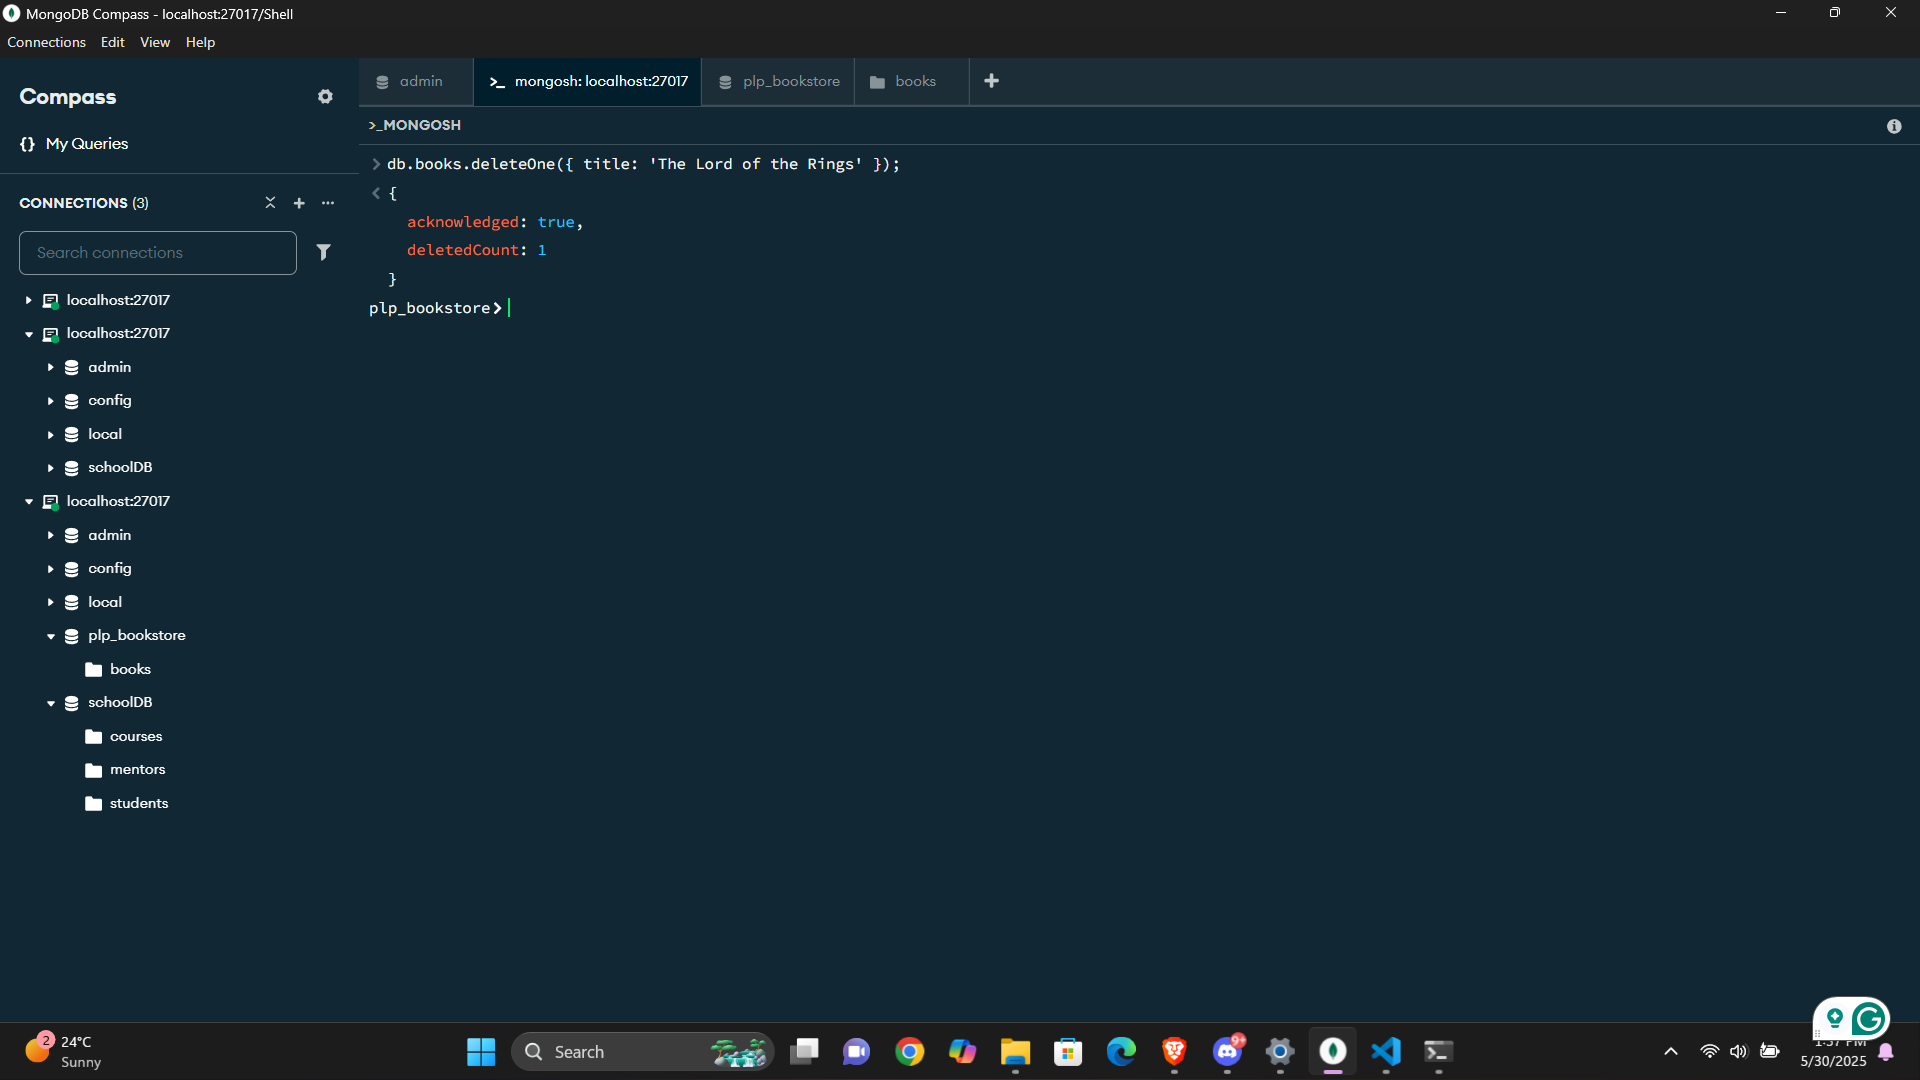 MongoDB Compass - localhost:27017/Shell
Connections Edit View Help
Compass
{} My Queries
CONNECTIONS (3)
Search connections
localhost:27017
localhost:27017
admin
config
local
schoolDB
localhost:27017
admin
config
local
plp_bookstore
books
schoolDB
courses
mentors
students
admin
>_ mongosh: localhost:27017
plp_bookstore
books
>_MONGOSH
> db.books.deleteOne({ title: 'The Lord of the Rings' });
< {
acknowledged: true,
deletedCount: 1
}
plp_bookstore>
2
24°C
Sunny
Search
9+
5/30/2025